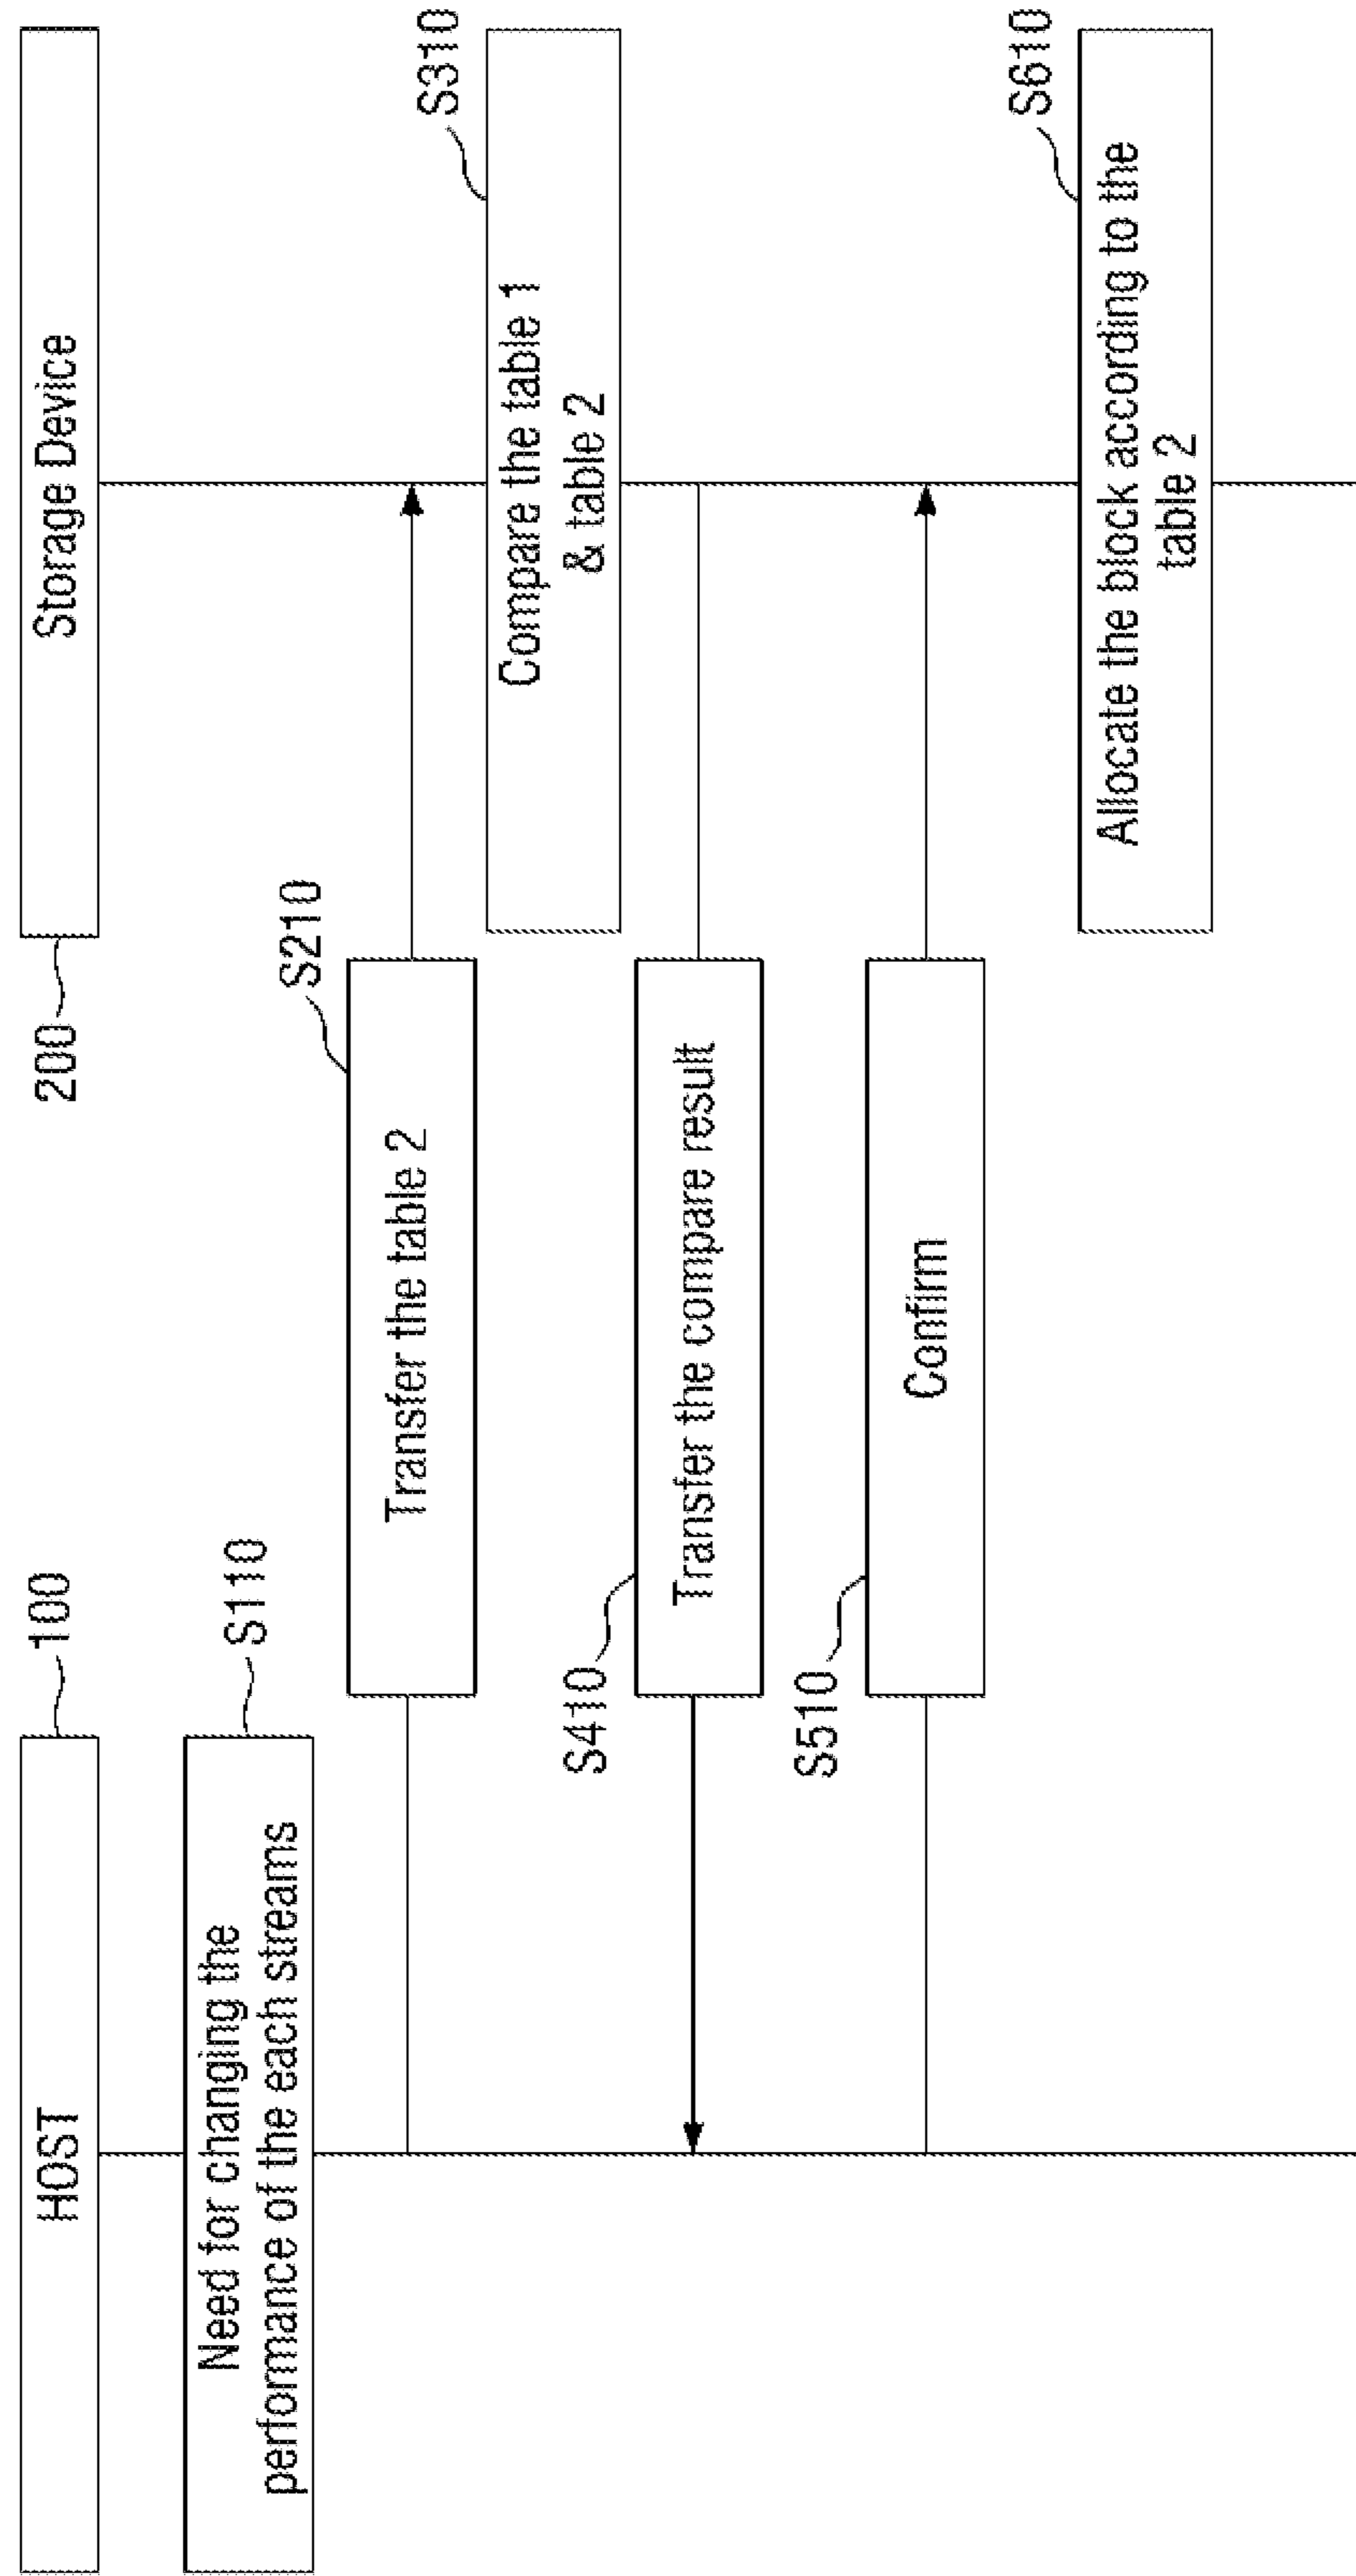 HOST
100
200
Storage Device
Need for changing the
performance of the each streams
S110
Transfer the table 2
S210
Compare the table 1
& table 2
S310
S410
Transfer the compare result
S510
Confirm
Allocate the block according to the
table 2
S610